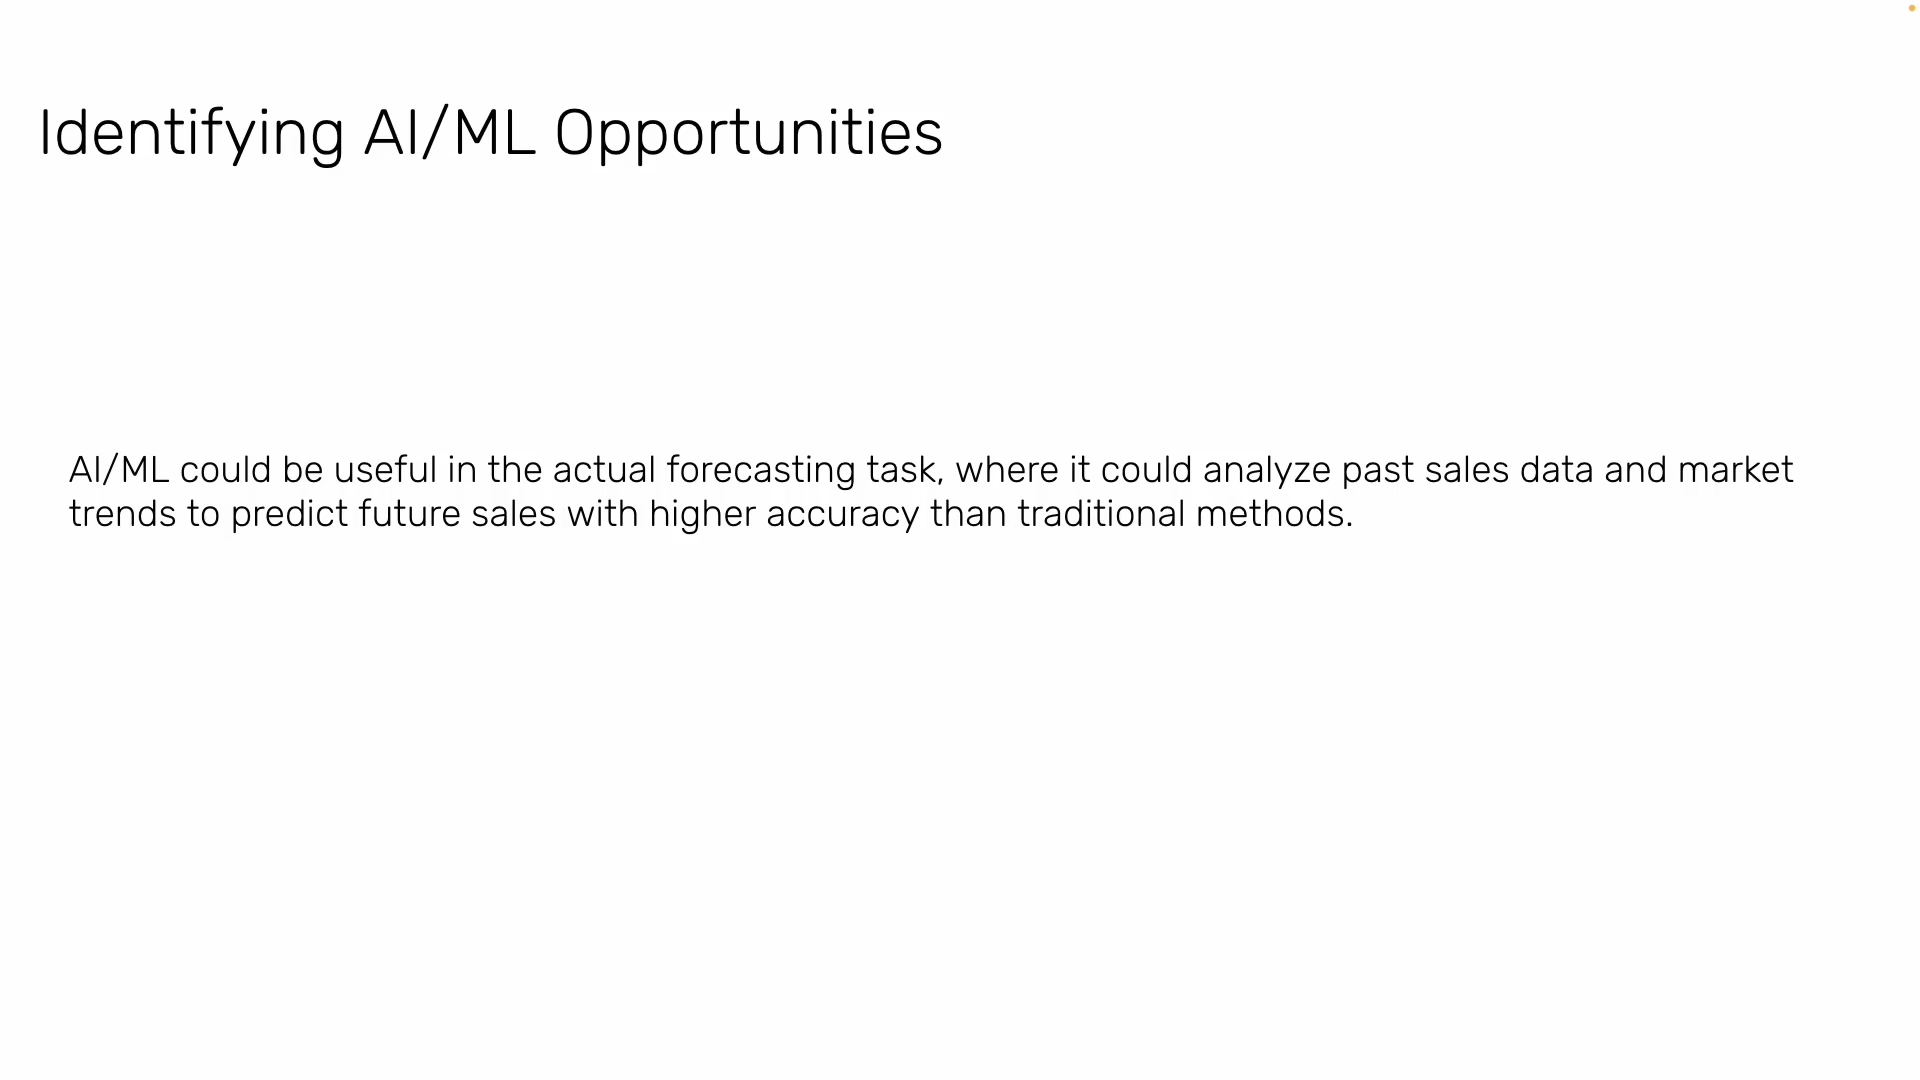 Identifying AI/ML Opportunities
AI/ML could be useful in the actual forecasting task, where it could analyze past sales data and market
trends to predict future sales with higher accuracy than traditional methods.